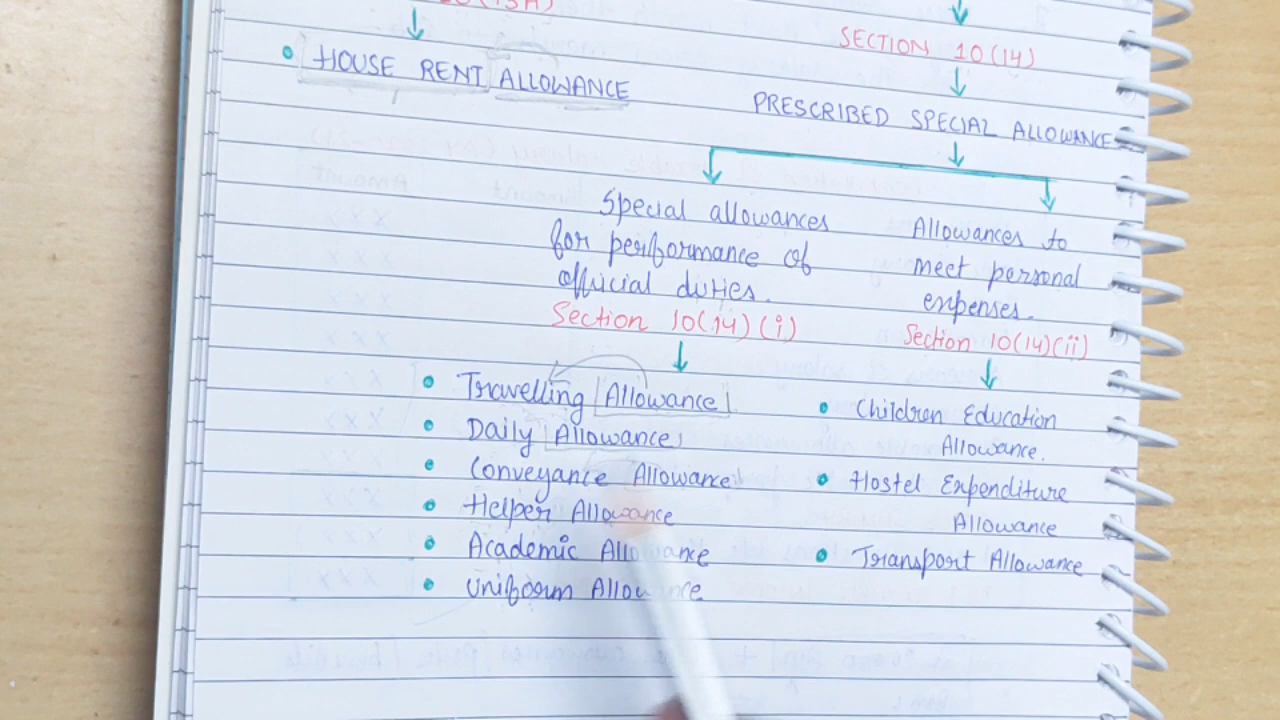 HOUSE RENT ALLOWANCE
SECTION 10(14)
PRESCRIBED SPECIAL ALLOWANCES
Special allowances
for performance of
official duties.
Section 10(14)(i)
• Travelling Allowance
• Daily Allowance
• Conveyance Allowance
• Helper Allowance
• Academic Allowance
• Uniform Allowance
Allowances to
meet personal
expenses.
Section 10(14)(ii)
• Children Education
Allowance.
• Hostel Expenditure
Allowance
• Transport Allowance